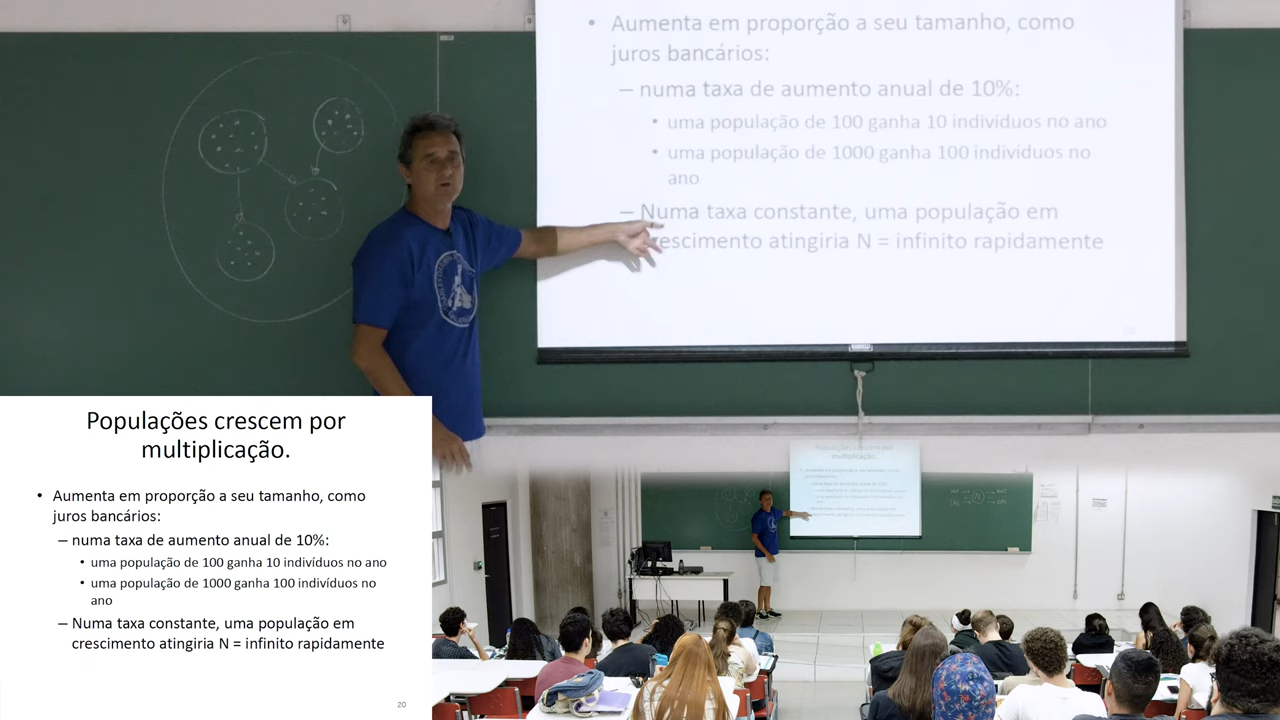 • Aumenta em proporção a seu tamanho, como
juros bancários:
– numa taxa de aumento anual de 10%:
• uma população de 100 ganha 10 indivíduos no ano
• uma população de 1000 ganha 100 indivíduos no
ano
– Numa taxa constante, uma população em
crescimento atingiria N = infinito rapidamente
Populações crescem por
multiplicação.
• Aumenta em proporção a seu tamanho, como
juros bancários:
– numa taxa de aumento anual de 10%:
• uma população de 100 ganha 10 indivíduos no ano
• uma população de 1000 ganha 100 indivíduos no
ano
– Numa taxa constante, uma população em
crescimento atingiria N = infinito rapidamente
20
Populações crescem por
multiplicação.